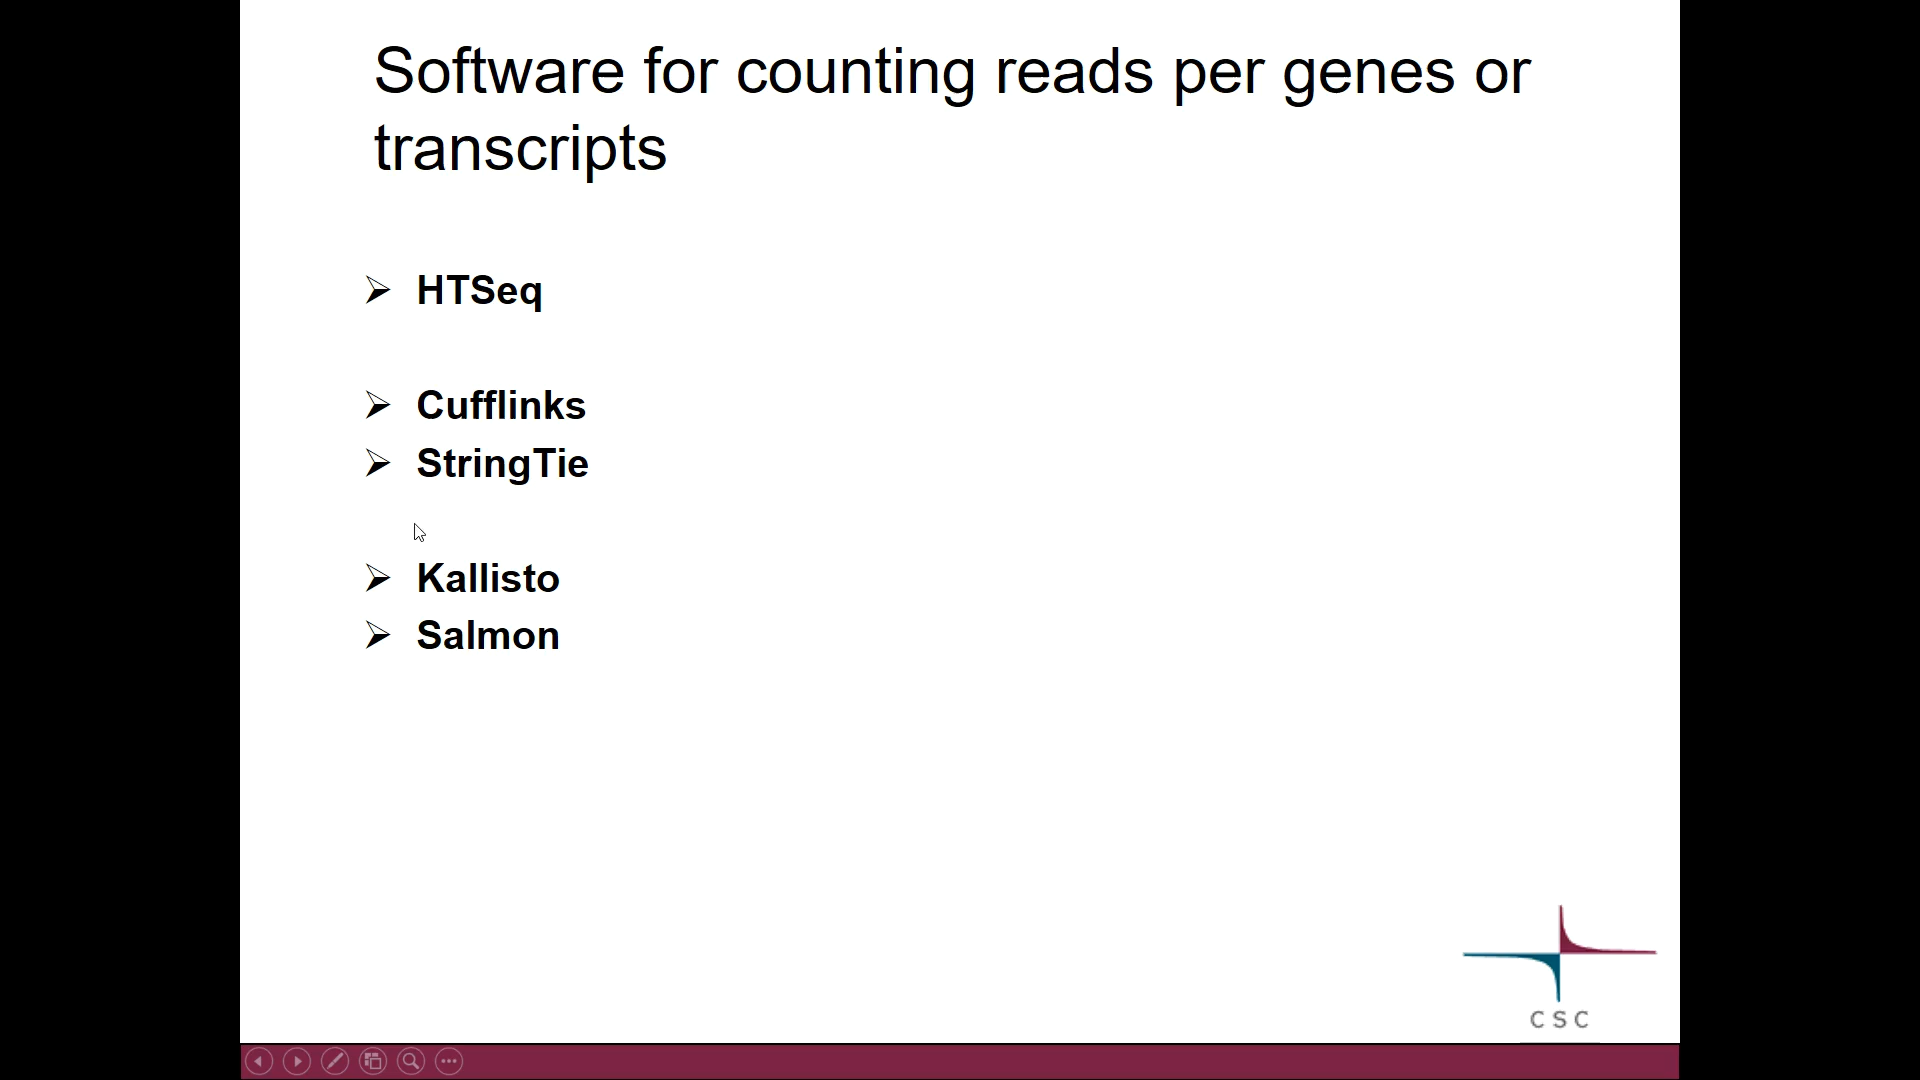 Software for counting reads per genes or
transcripts
HTSeq
Cufflinks
StringTie
Kallisto
Salmon
CSC